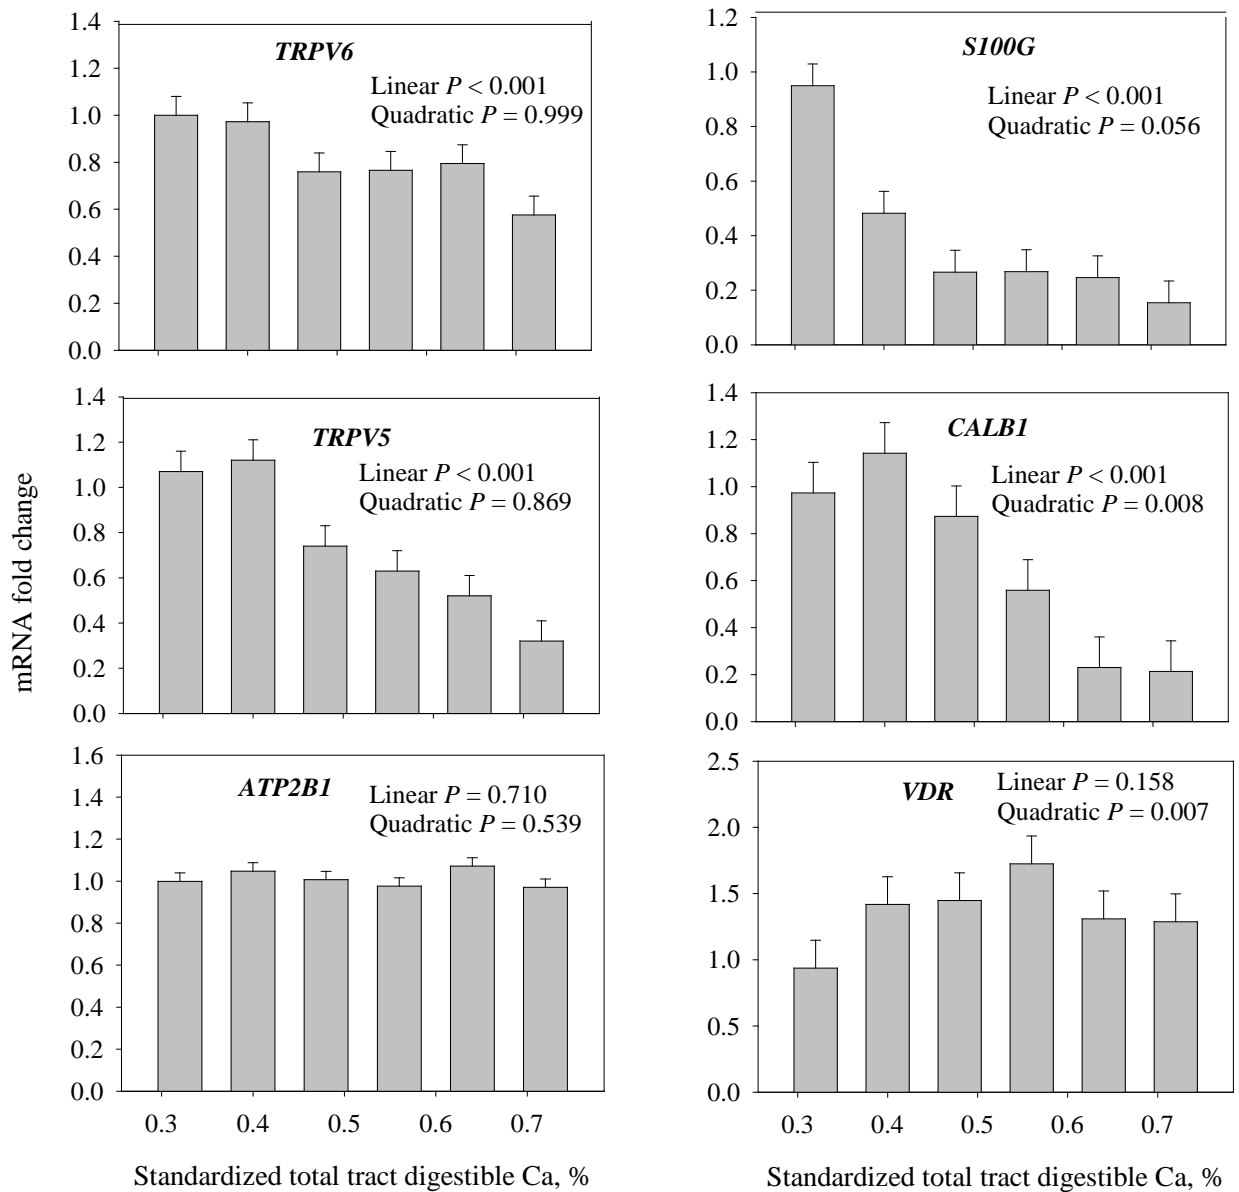 1.4
1.2
1.0
0.8
0.6
0.4
0.2
0.0
TRPV6
Linear P < 0.001
Quadratic P = 0.999
1.2
1.0
0.8
0.6
0.4
0.2
0.0
S100G
Linear P < 0.001
Quadratic P = 0.056
mRNA fold change
1.4
1.2
1.0
0.8
0.6
0.4
0.2
0.0
TRPV5
Linear P < 0.001
Quadratic P = 0.869
1.4
1.2
1.0
0.8
0.6
0.4
0.2
0.0
CALB1
Linear P < 0.001
Quadratic P = 0.008
1.6
1.4
1.2
1.0
0.8
0.6
0.4
0.2
0.0
ATP2B1
Linear P = 0.710
Quadratic P = 0.539
0.3 0.4 0.5 0.6 0.7
Standardized total tract digestible Ca, %
2.5
2.0
1.5
1.0
0.5
0.0
VDR
Linear P = 0.158
Quadratic P = 0.007
0.3 0.4 0.5 0.6 0.7
Standardized total tract digestible Ca, %